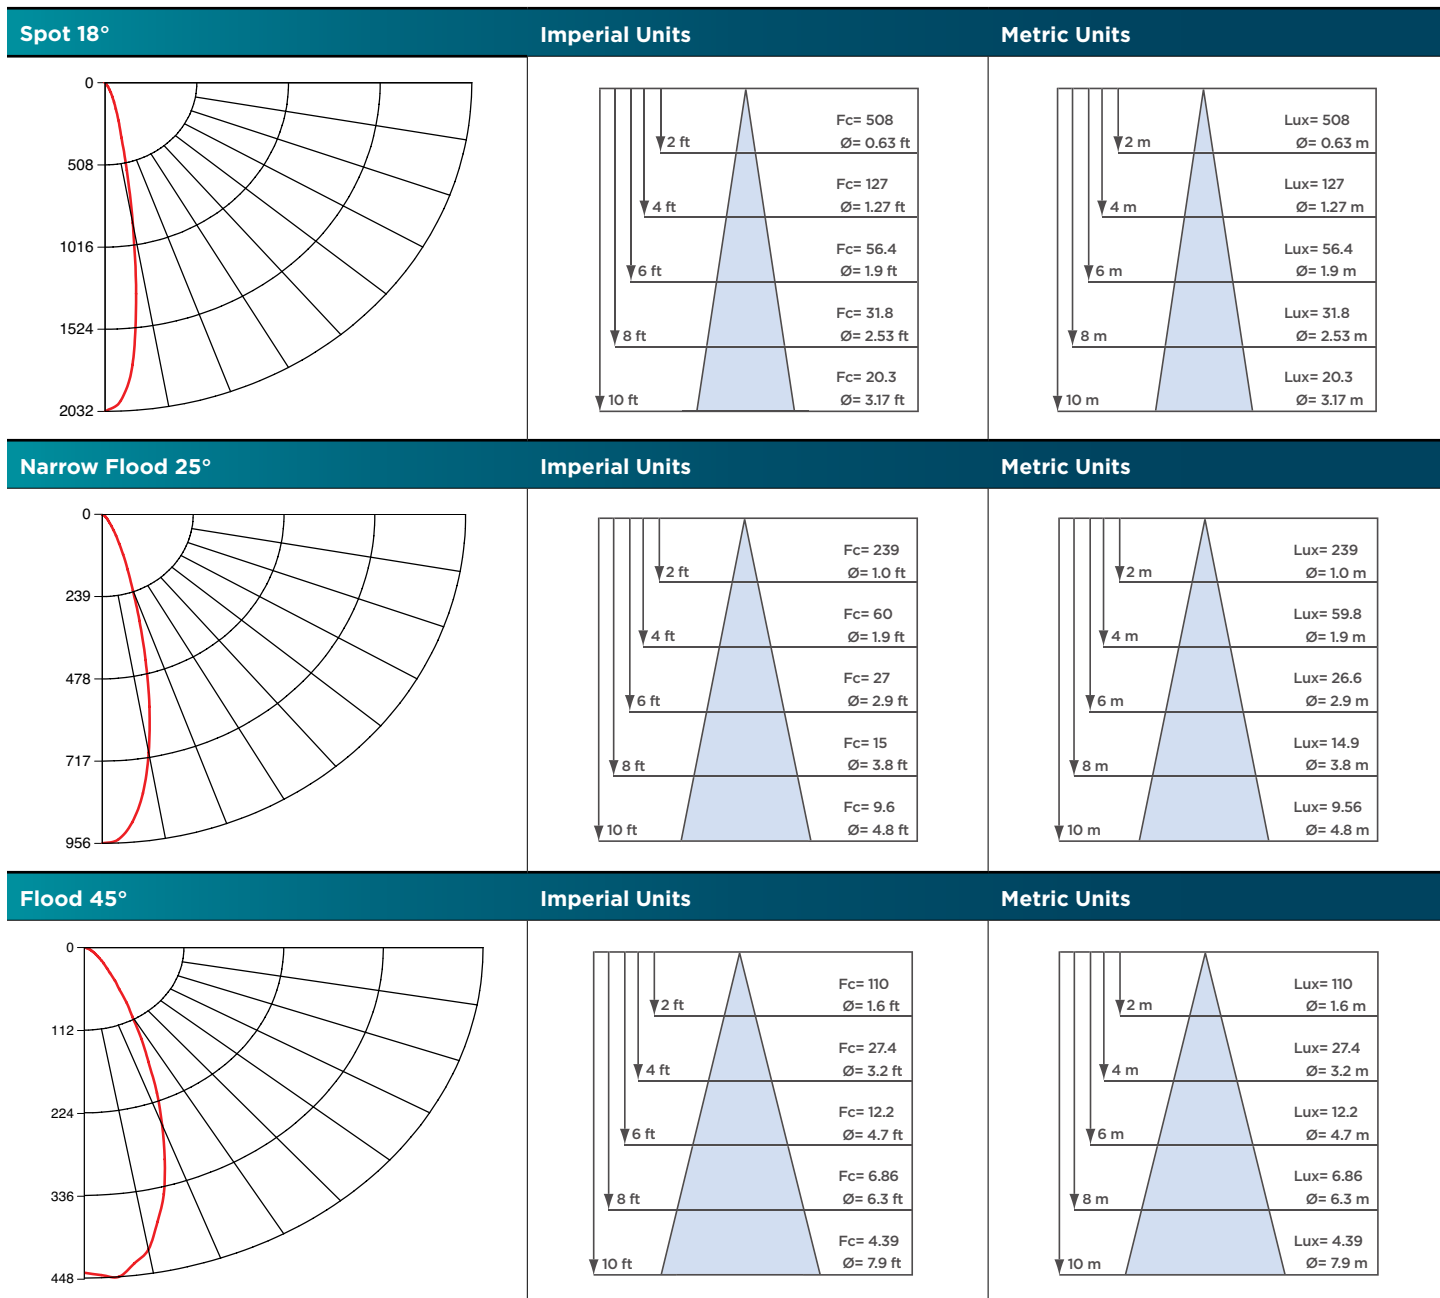 Spot 18° Imperial Units Metric Units
0
508
1016
1524
2032
Fc= 508
2 ft Ø= 0.63 ft
Fc= 127
4 ft Ø= 1.27 ft
Fc= 56.4
6 ft Ø= 1.9 ft
Fc= 31.8
8 ft Ø= 2.53 ft
Fc= 20.3
10 ft Ø= 3.17 ft
Lux= 508
2 m Ø= 0.63 m
Lux= 127
4 m Ø= 1.27 m
Lux= 56.4
6 m Ø= 1.9 m
Lux= 31.8
8 m Ø= 2.53 m
Lux= 20.3
10 m Ø= 3.17 m
Narrow Flood 25° Imperial Units Metric Units
0
239
478
717
956
Fc= 239
2 ft Ø= 1.0 ft
Fc= 60
4 ft Ø= 1.9 ft
Fc= 27
6 ft Ø= 2.9 ft
Fc= 15
8 ft Ø= 3.8 ft
Fc= 9.6
10 ft Ø= 4.8 ft
Lux= 239
2 m Ø= 1.0 m
Lux= 59.8
4 m Ø= 1.9 m
Lux= 26.6
6 m Ø= 2.9 m
Lux= 14.9
8 m Ø= 3.8 m
Lux= 9.56
10 m Ø= 4.8 m
Flood 45° Imperial Units Metric Units
0
112
224
336
448
Fc= 110
2 ft Ø= 1.6 ft
Fc= 27.4
4 ft Ø= 3.2 ft
Fc= 12.2
6 ft Ø= 4.7 ft
Fc= 6.86
8 ft Ø= 6.3 ft
Fc= 4.39
10 ft Ø= 7.9 ft
Lux= 110
2 m Ø= 1.6 m
Lux= 27.4
4 m Ø= 3.2 m
Lux= 12.2
6 m Ø= 4.7 m
Lux= 6.86
8 m Ø= 6.3 m
Lux= 4.39
10 m Ø= 7.9 m